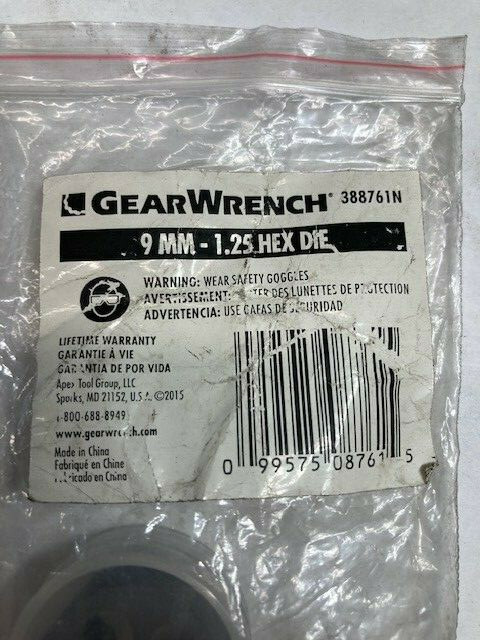 GEARWRENCH® 388761N
9 MM - 1.25 HEX DIE
WARNING: WEAR SAFETY GOGGLES
AVERTISSEMENT: DES LUNETTES DE PROTECTION
ADVERTENCIA: USE GAFAS DE SEGURIDAD
LIFETIME WARRANTY
GARANTIE À VIE
GARANTIA DE POR VIDA
Apex Tool Group, LLC
Sparks, MD 21152, U.S.A. ©2015
1-800-688-8949
www.gearwrench.com
Made in China
Fabriqué en Chine
Fabricado en China
0 99575 08761 5